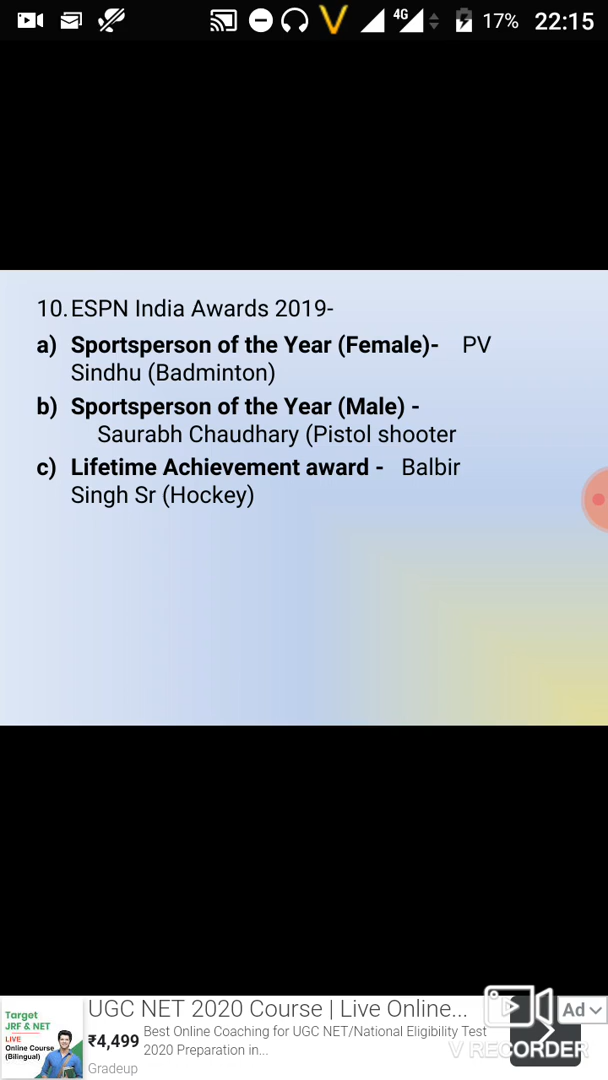 4G 17% 22:15
10. ESPN India Awards 2019-
a) Sportsperson of the Year (Female)- PV
Sindhu (Badminton)
b) Sportsperson of the Year (Male) -
Saurabh Chaudhary (Pistol shooter
c) Lifetime Achievement award - Balbir
Singh Sr (Hockey)
Target
JRF & NET
LIVE
Online Course
(Bilingual)
UGC NET 2020 Course | Live Online...
₹4,499
Best Online Coaching for UGC NET/National Eligibility Test
2020 Preparation in...
Gradeup
Ad
V RECORDER